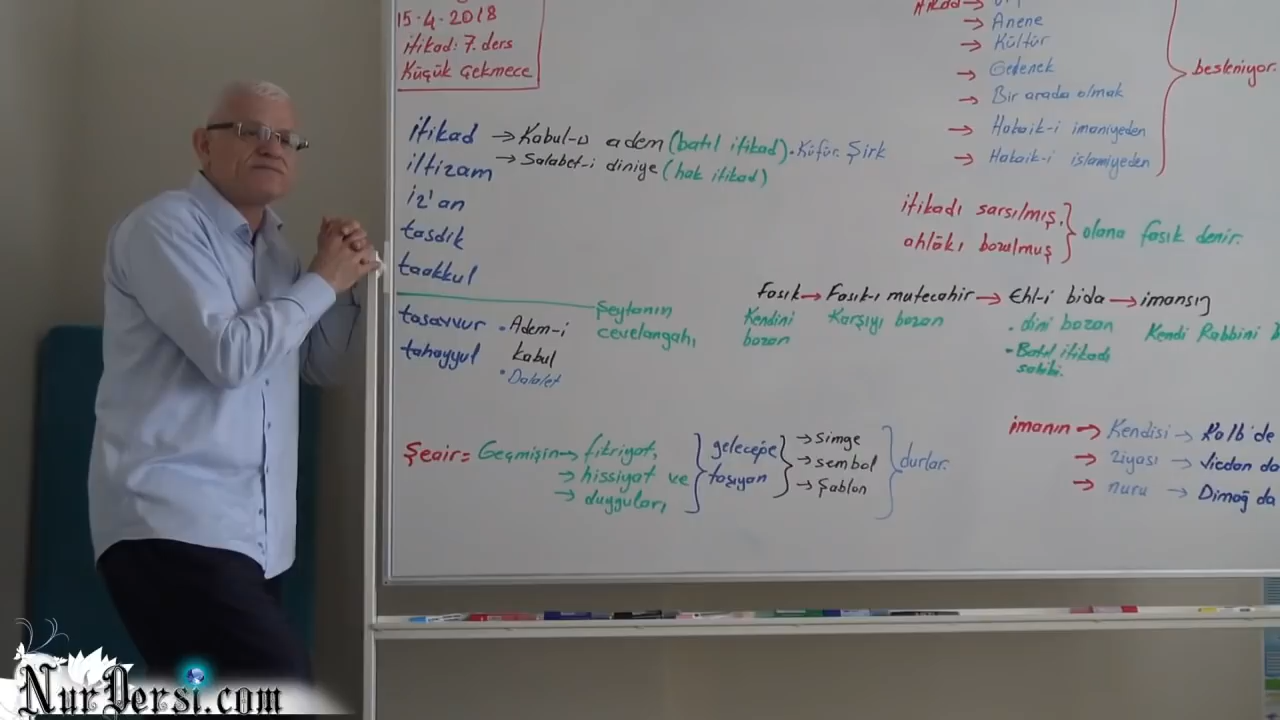 15.4.2018
itikad: 7. ders
Küçük Çekmece
itikad →
→ Anene
→ Kültür
→ Gelenek
→ Bir arada olmak
→ Hakaik-i imaniyeden
→ Hakaik-i islamiyeden
besleniyor.
itikad → Kabul-u adem (batıl itikad). Küfür. Şirk
iltizam → Salabet-i diniye (hak itikad)
iz'an
tasdik
taakkul
tasavvur
tahayyul
• Adem-i
kabul
• Dalalet
Şeytanın
cevelangahı
itikadı sarsılmış,
ahlâkı bozulmuş
olana fasık denir.
Fasık → Fasık-ı mütecahir → Ehl-i bida → imansız
Kendini
bozan
Karşıyı bozan
. dini bozan
- Batıl itikadı
sahibi.
Kendi Rabbini
Şeair = Geçmişin → fikriyat,
→ hissiyat ve
→ duyguları
geleceğe
taşıyan
→ Simge
→ sembol
→ Şablon
durlar.
imanın → Kendisi → Kalb'de
→ ziyası → Vicdan da
→ nuru → Dimağ da
NurDersi.com